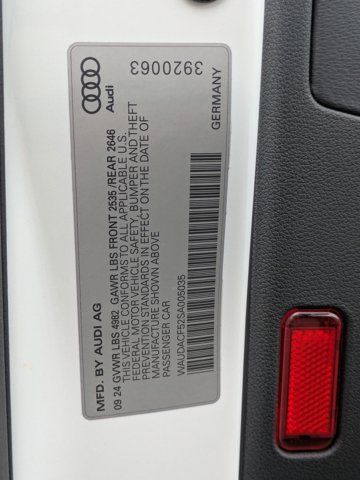 MFD. BY AUDI AG
09 24 GVWR LBS 4982 GAWR LBS FRONT 2535 /REAR 2646
THIS VEHICLE CONFORMS TO ALL APPLICABLE U.S.
FEDERAL MOTOR VEHICLE SAFETY, BUMPER AND THEFT
PREVENTION STANDARDS IN EFFECT ON THE DATE OF
MANUFACTURE SHOWN ABOVE
PASSENGER CAR
WAUDACF52SA005035
GERMANY
Audi
3920063